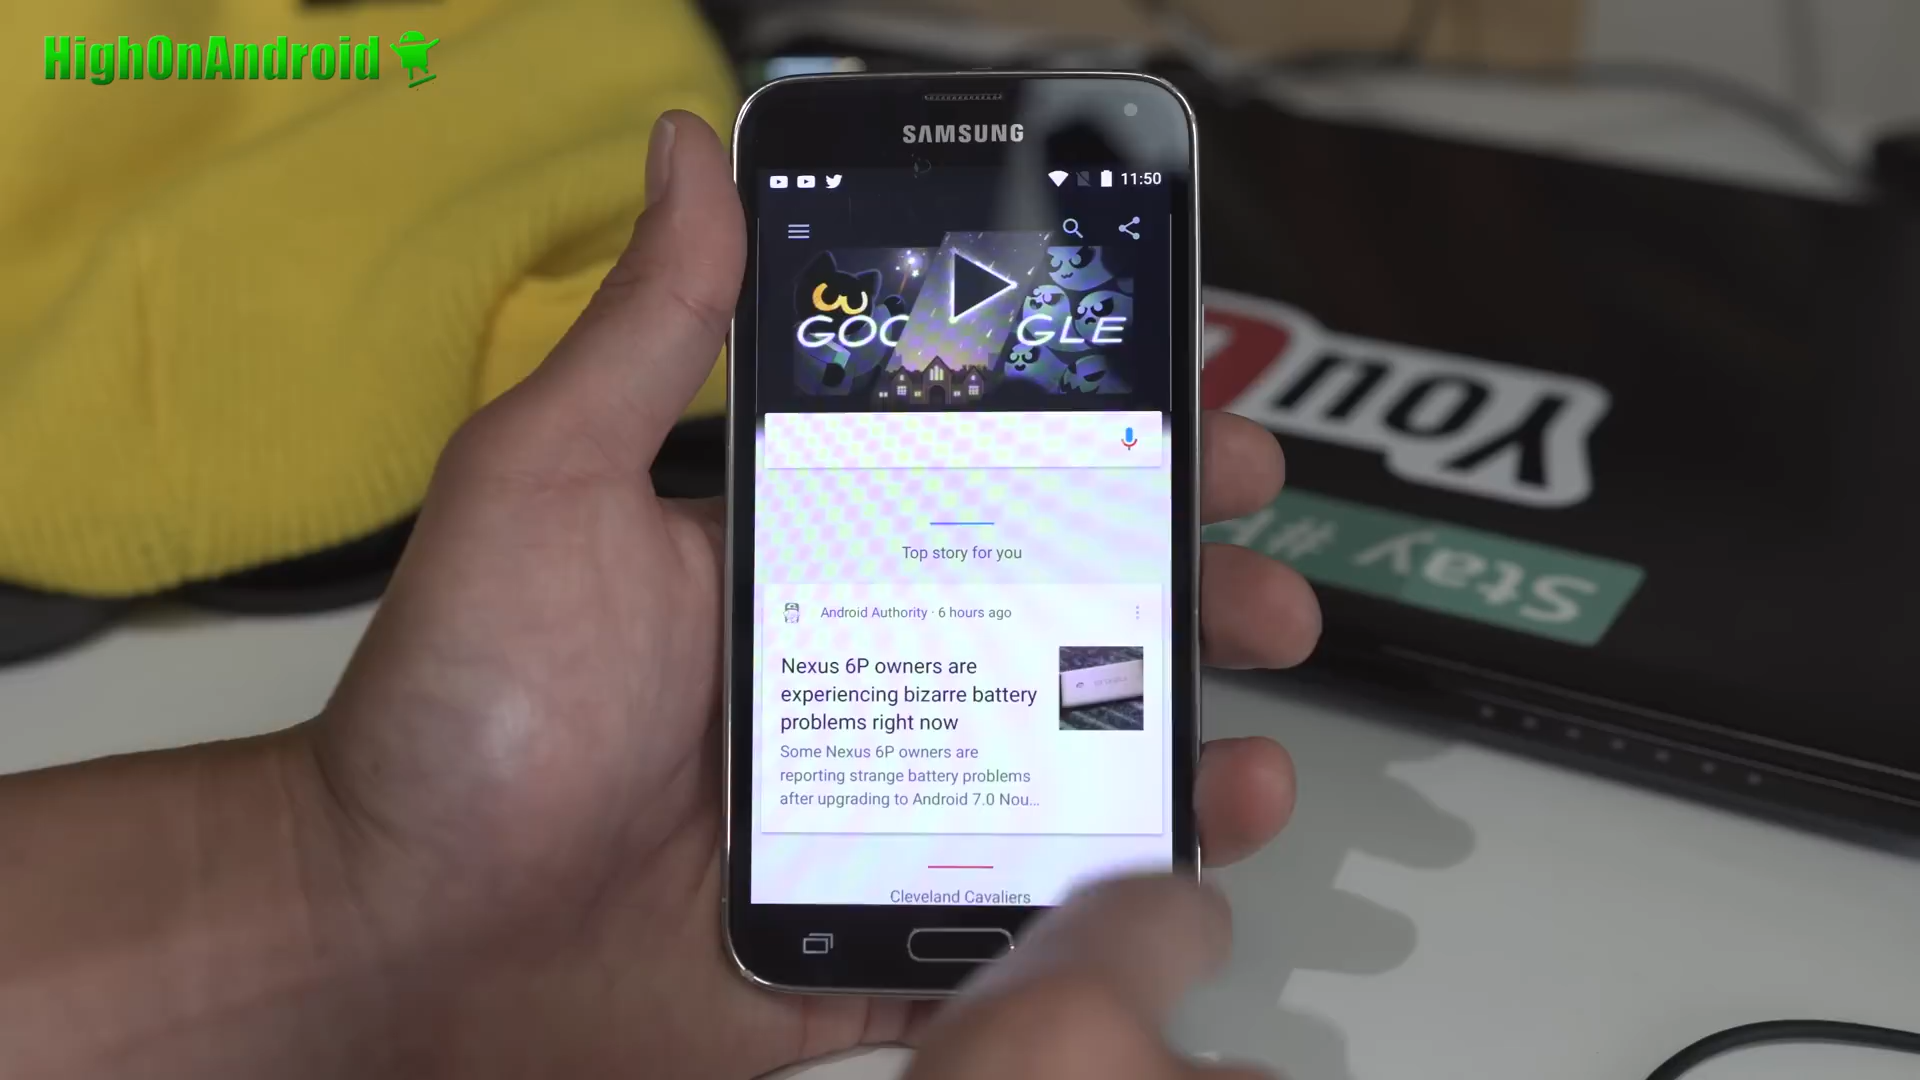 HighOnAndroid
SAMSUNG
11:50
GOOGLE
Top story for you
Android Authority · 6 hours ago
Nexus 6P owners are
experiencing bizarre battery
problems right now
Some Nexus 6P owners are
reporting strange battery problems
after upgrading to Android 7.0 Nou...
Cleveland Cavaliers
You
Stay #